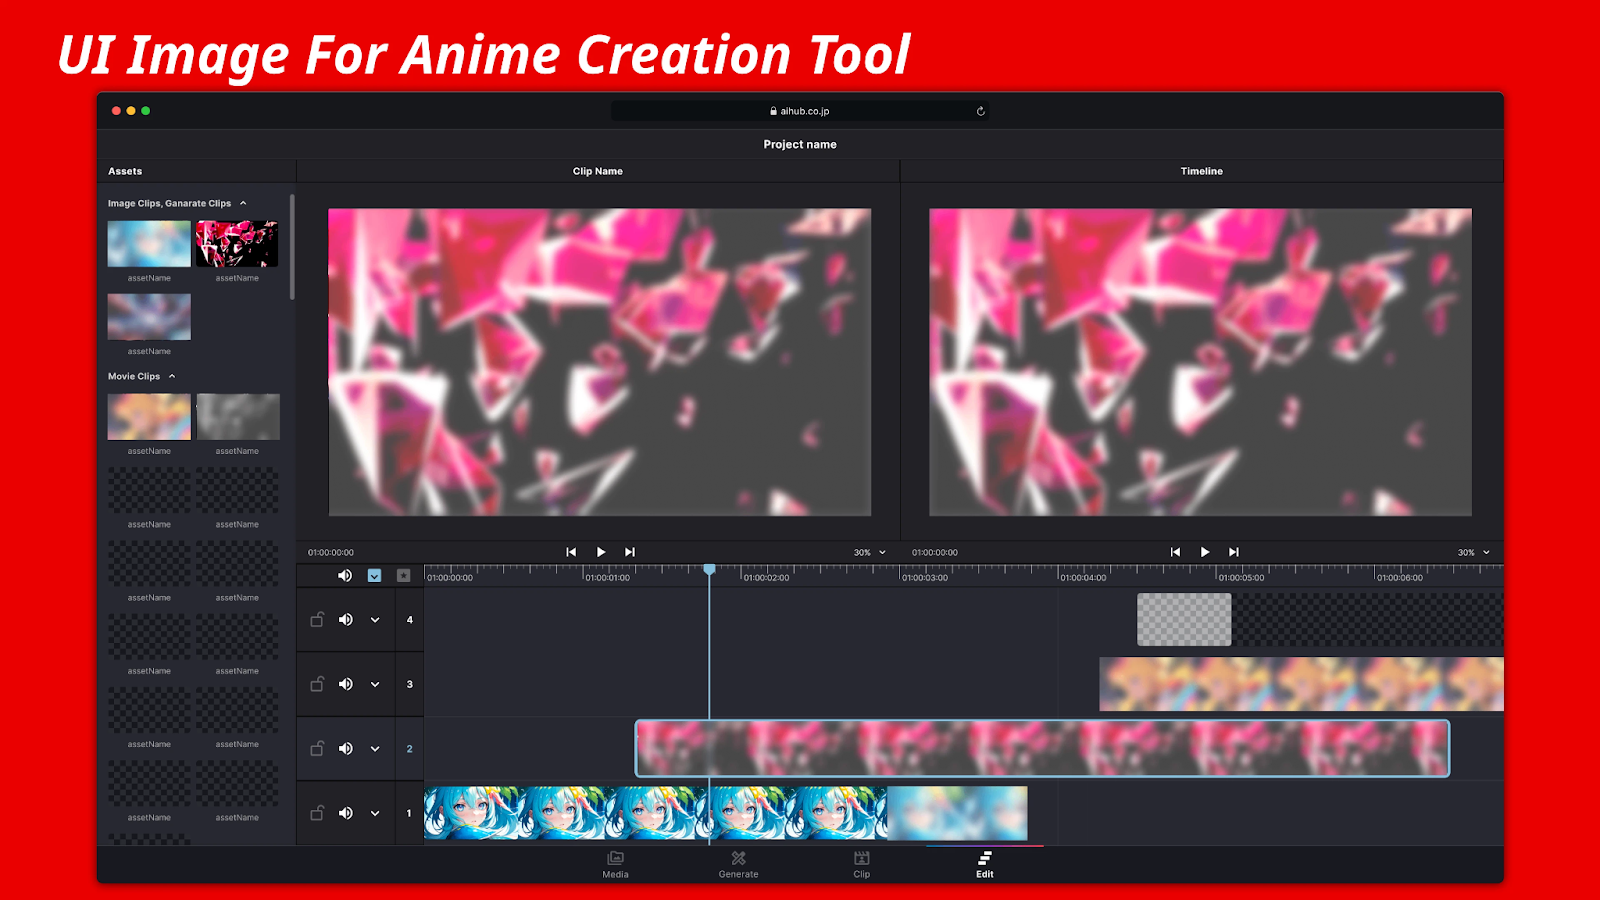 UI Image For Anime Creation Tool
aihub.co.jp
Project name
Assets
Clip Name
Timeline
Image Clips, Ganarate Clips
assetName assetName
assetName
Movie Clips
assetName assetName
assetName assetName
assetName assetName
assetName assetName
assetName assetName
assetName assetName
01:00:00:00
30%
01:00:00:00
30%
01:00:00:00 01:00:01:00 01:00:02:00 01:00:03:00 01:00:04:00 01:00:05:00 01:00:06:00
4
3
2
1
Media Generate Clip Edit